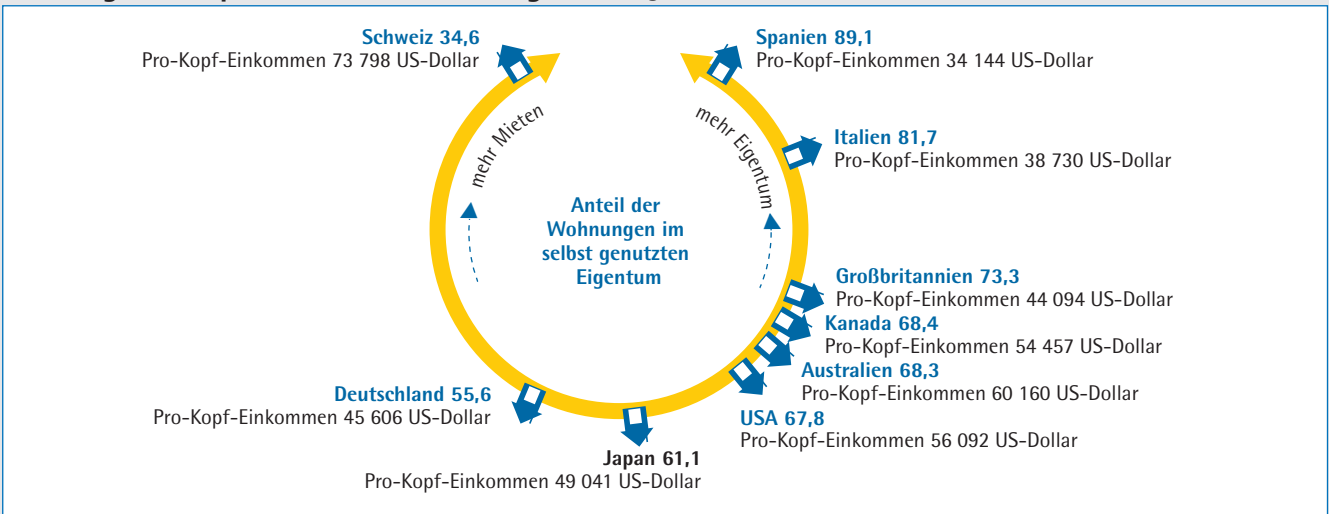 Schweiz 34,6
Pro-Kopf-Einkommen 73 798 US-Dollar
Spanien 89,1
Pro-Kopf-Einkommen 34 144 US-Dollar
mehr Mieten
mehr Eigentum
Italien 81,7
Pro-Kopf-Einkommen 38 730 US-Dollar
Anteil der
Wohnungen im
selbst genutzten
Eigentum
Großbritannien 73,3
Pro-Kopf-Einkommen 44 094 US-Dollar
Kanada 68,4
Pro-Kopf-Einkommen 54 457 US-Dollar
Australien 68,3
Pro-Kopf-Einkommen 60 160 US-Dollar
USA 67,8
Pro-Kopf-Einkommen 56 092 US-Dollar
Deutschland 55,6
Pro-Kopf-Einkommen 45 606 US-Dollar
Japan 61,1
Pro-Kopf-Einkommen 49 041 US-Dollar